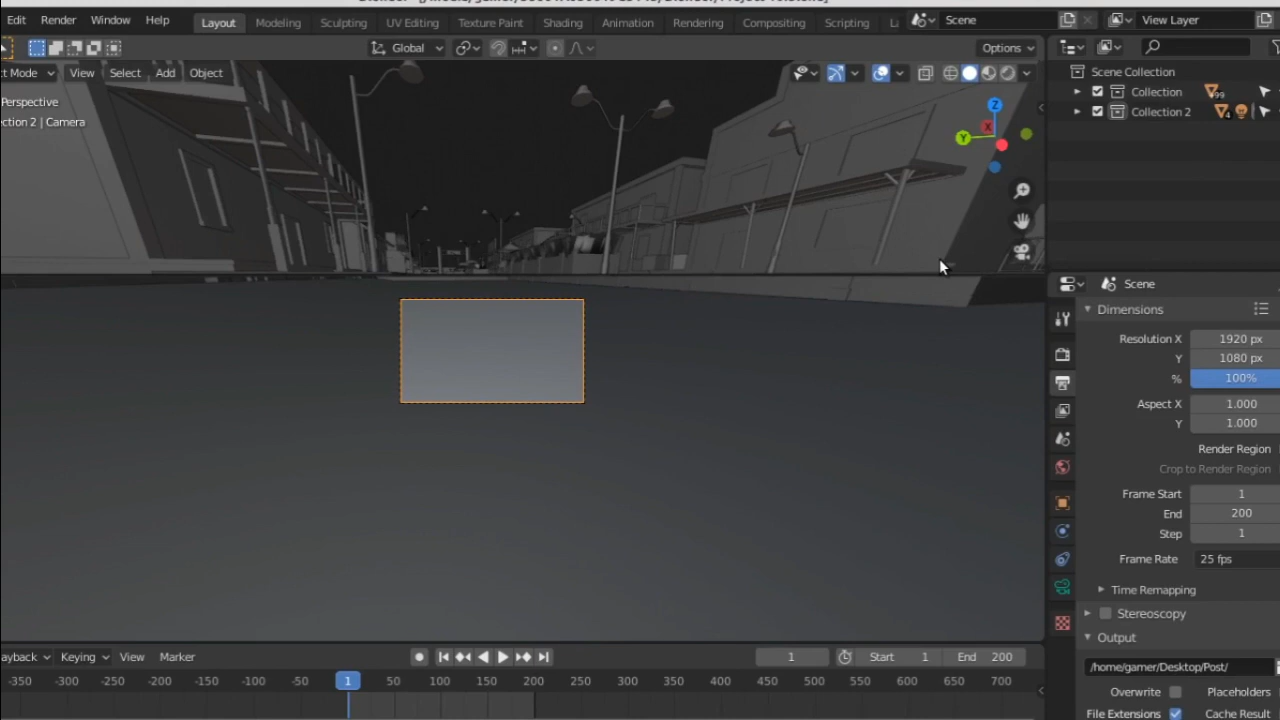 Edit Render Window Help Layout Modeling Sculpting UV Editing Texture Paint Shading Animation Rendering Compositing Scripting Scene View Layer
Global Options
t Mode View Select Add Object
Perspective
ction 2 | Camera
Z
Y
X
Scene Collection
Collection 99
Collection 2 4
Scene
Dimensions
Resolution X 1920 px
Y 1080 px
% 100%
Aspect X 1.000
Y 1.000
Render Region
Crop to Render Region
Frame Start 1
End 200
Step 1
Frame Rate 25 fps
Time Remapping
Stereoscopy
Output
/home/gamer/Desktop/Post/
Overwrite Placeholders
File Extensions Cache Result
ayback Keying View Marker 1 Start 1 End 200
-350 -300 -250 -200 -150 -100 -50 1 50 100 150 200 250 300 350 400 450 500 550 600 650 700